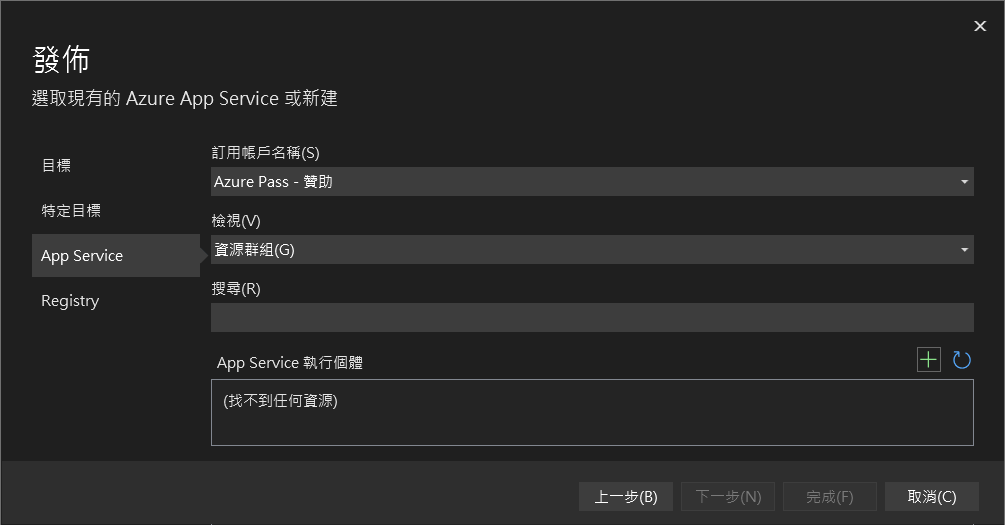 發佈
選取現有的 Azure App Service 或新建
目標
特定目標
App Service
Registry
訂用帳戶名稱(S)
Azure Pass - 贊助
檢視(V)
資源群組(G)
搜尋(R)
App Service 執行個體
(找不到任何資源)
上一步(B)
下一步(N)
完成(F)
取消(C)